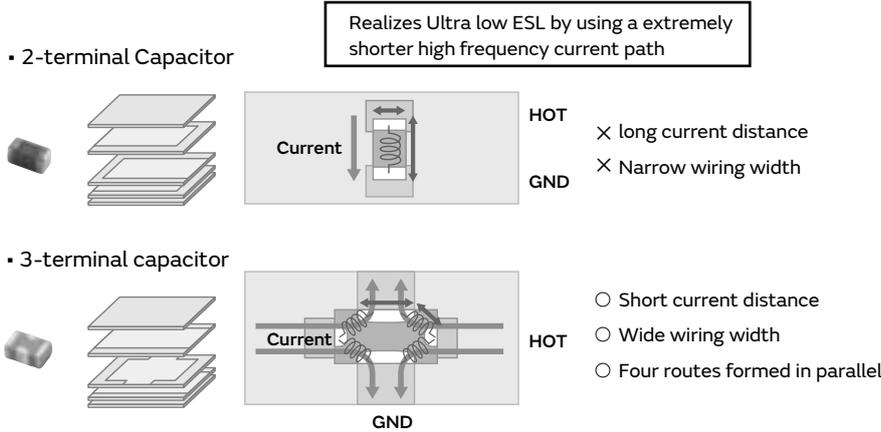 Realizes Ultra low ESL by using a extremely
shorter high frequency current path
▪ 2-terminal Capacitor
Current
HOT
GND
× long current distance
× Narrow wiring width
▪ 3-terminal capacitor
Current
HOT
GND
○ Short current distance
○ Wide wiring width
○ Four routes formed in parallel